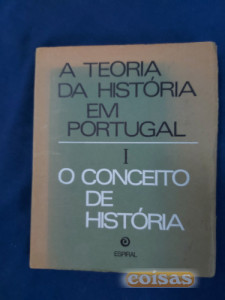 A TEORIA
DA HISTÓRIA
EM
PORTUGAL
I
O CONCEITO
DE
HISTÓRIA
ESPIRAL
coisas